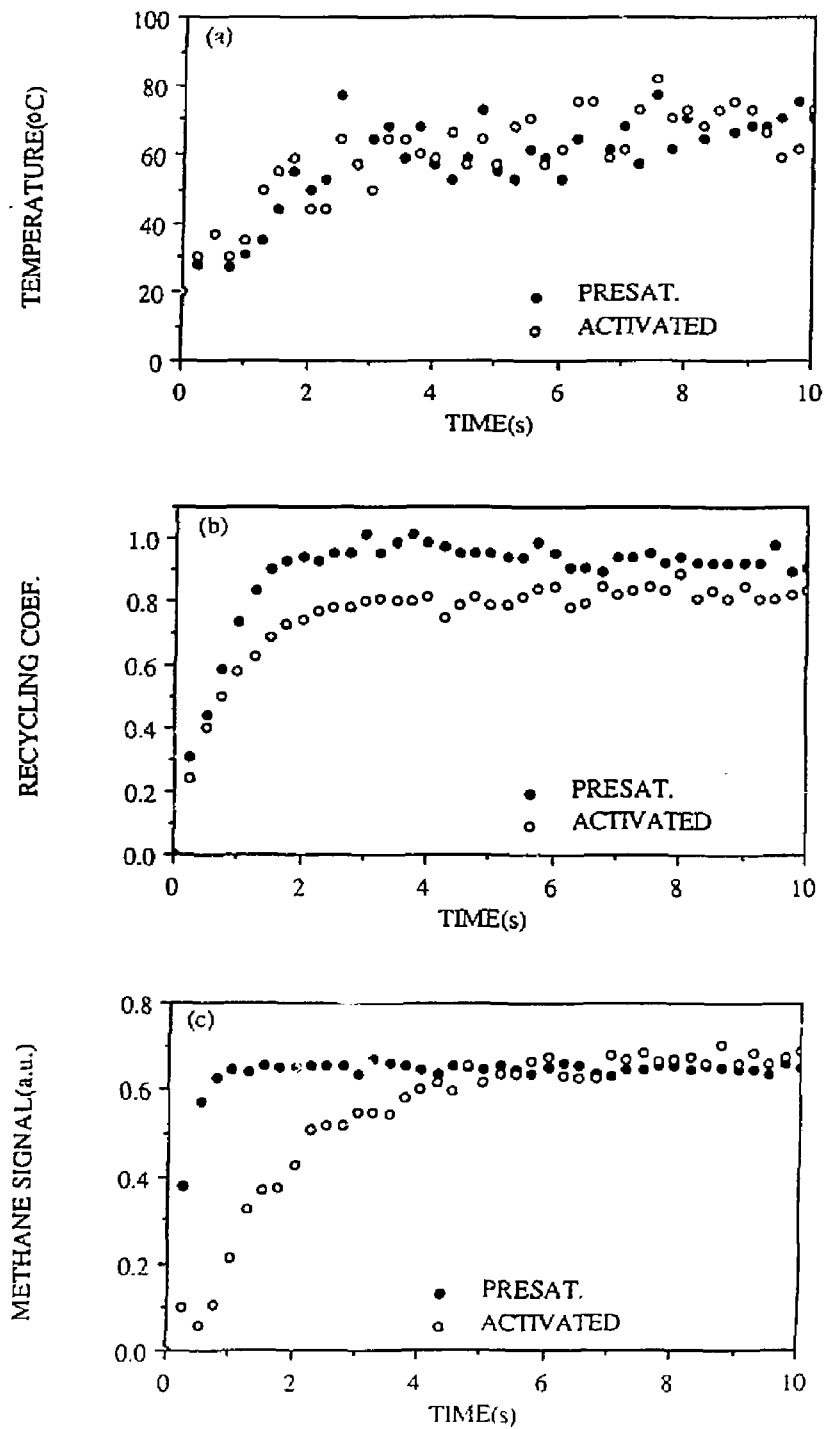 (a)
TEMPERATURE(ºC)
100
80
60
40
20
0
PRESAT.
ACTIVATED
0 2 4 6 8 10
TIME(s)
(b)
RECYCLING COEF.
1.0
0.8
0.6
0.4
0.2
0.0
PRESAT.
ACTIVATED
0 2 4 6 8 10
TIME(s)
(c)
METHANE SIGNAL(a.u.)
0.8
0.6
0.4
0.2
0.0
PRESAT.
ACTIVATED
0 2 4 6 8 10
TIME(s)